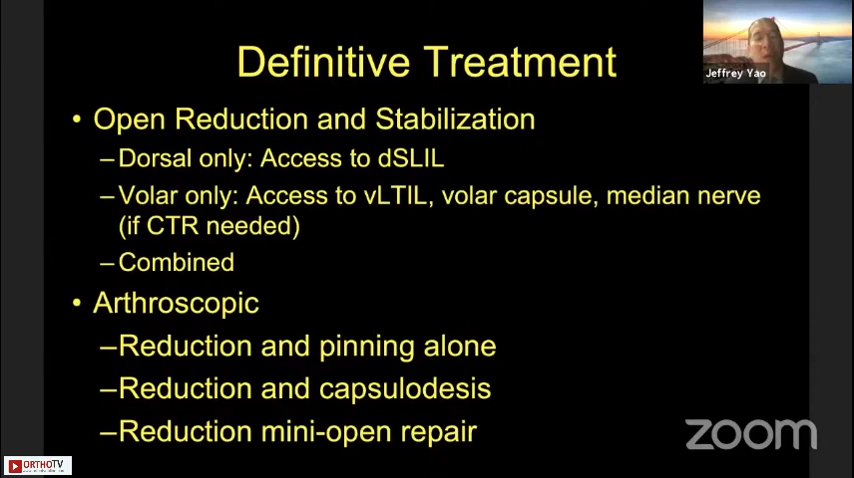 Definitive Treatment
Jeffrey Yao
• Open Reduction and Stabilization
–Dorsal only: Access to dSLIL
–Volar only: Access to vLTIL, volar capsule, median nerve
(if CTR needed)
–Combined
• Arthroscopic
–Reduction and pinning alone
–Reduction and capsulodesis
–Reduction mini-open repair
zoom
ORTHOTV